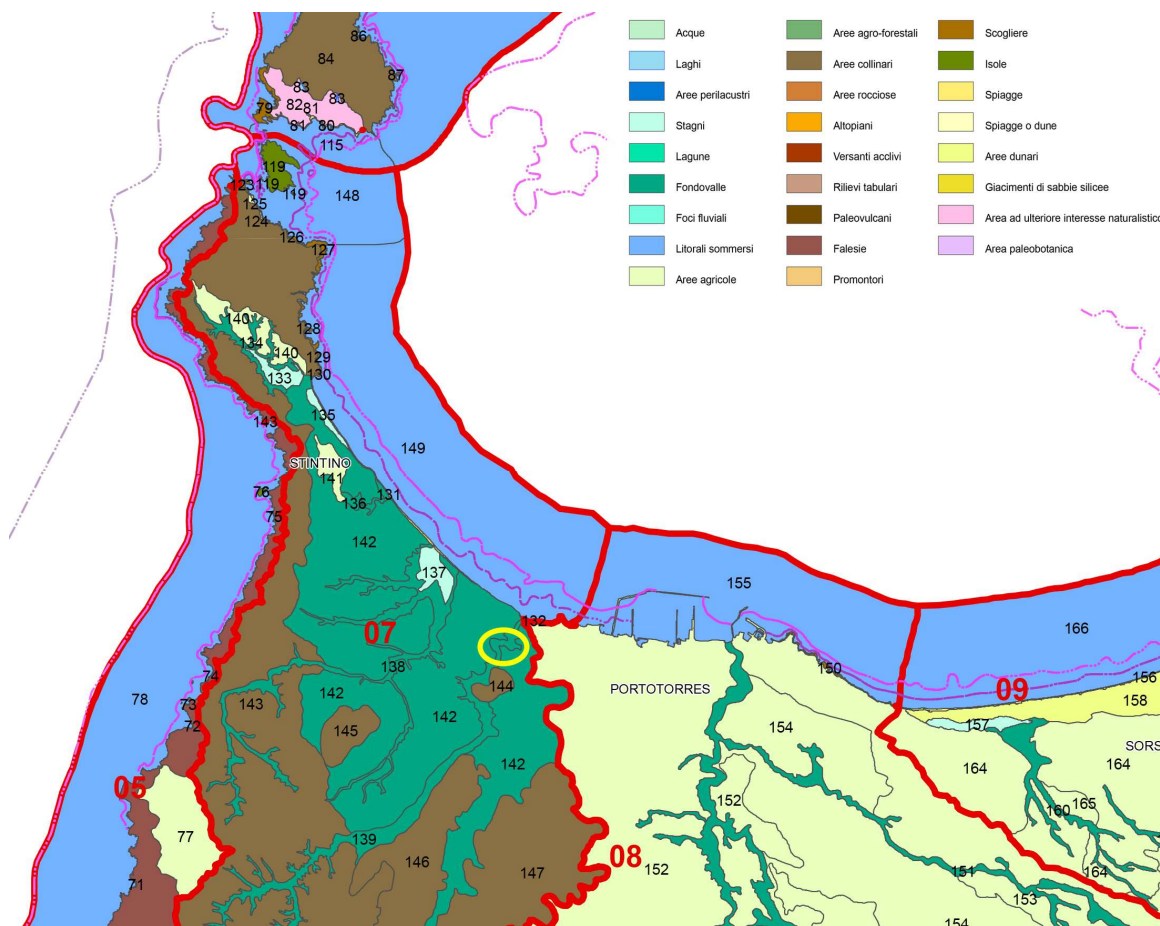 Acque
Laghi
Aree perilacustri
Stagni
Lagune
Fondovalle
Foci fluviali
Litorali sommersi
Aree agricole
Aree agro-forestali
Aree collinari
Aree rocciose
Altopiani
Versanti acclivi
Rilievi tabulari
Paleovulcani
Falesie
Promontori
Scogliere
Isole
Spiagge
Spiagge o dune
Aree dunari
Giacimenti di sabbie silicee
Area ad ulteriore interesse naturalistico
Area paleobotanica
86
84
87
83
83
82
81
79
81
80
115
119
123
119
119
148
125
124
126
127
140
128
134
140
129
133
130
135
143
149
STINTINO
141
76
136
131
75
142
137
155
132
166
07
138
150
74
144
PORTOTORRES
156
09
78
73
143
142
142
158
72
145
154
157
SORS
142
164
164
05
152
165
77
160
139
08
146
147
152
151
164
71
153
154